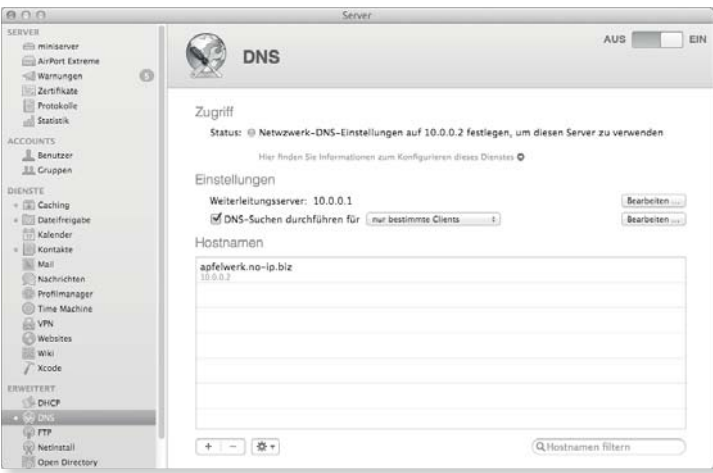 Server
SERVER
miniserver
AirPort Extreme
Warnungen 5
Zertifikate
Protokolle
Statistik
ACCOUNTS
Benutzer
Gruppen
DIENSTE
Caching
Dateifreigabe
Kalender
Kontakte
Mail
Nachrichten
Profilmanager
Time Machine
VPN
Websites
Wiki
Xcode
ERWEITERT
DHCP
DNS
FTP
NetInstall
Open Directory
DNS
AUS EIN
Zugriff
Status: Netwzwerk-DNS-Einstellungen auf 10.0.0.2 festlegen, um diesen Server zu verwenden
Hier finden Sie Informationen zum Konfigurieren dieses Dienstes
Einstellungen
Weiterleitungsserver: 10.0.0.1 Bearbeiten ...
DNS-Suchen durchführen für nur bestimmte Clients Bearbeiten ...
Hostnamen
apfelwerk.no-ip.biz
10.0.0.2
+ −
Hostnamen filtern